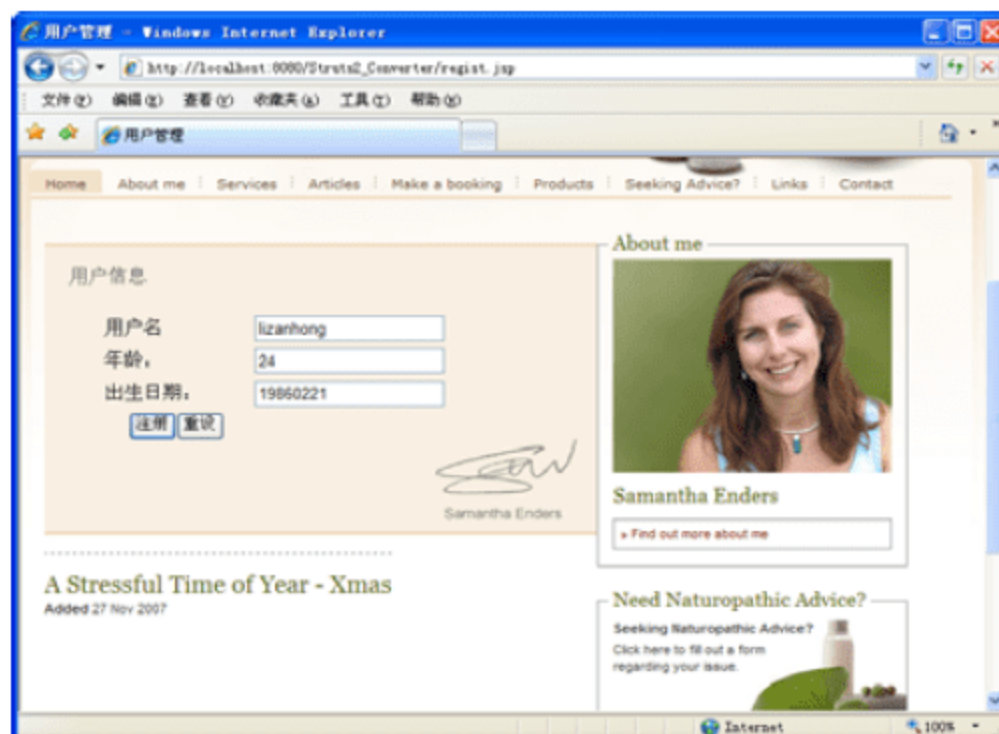 用户管理 - Windows Internet Explorer
http://localhost:8080/Struts2_Converter/regist.jsp
文件(F) 编辑(E) 查看(V) 收藏夹(A) 工具(T) 帮助(H)
用户管理
Home About me Services Articles Make a booking Products Seeking Advice? Links Contact
用户信息
用户名 lizanhong
年龄: 24
出生日期: 19860221
注册 重设
Samantha Enders
A Stressful Time of Year - Xmas
Added 27 Nov 2007
About me
Samantha Enders
» Find out more about me
Need Naturopathic Advice?
Seeking Naturopathic Advice?
Click here to fill out a form
regarding your issue.
Internet 100%